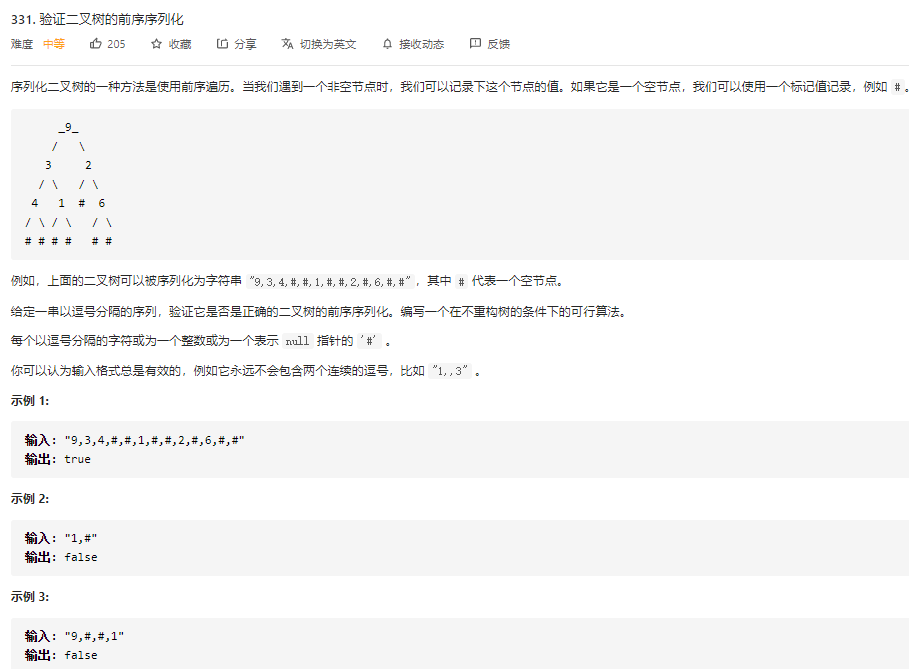 331. 验证二叉树的前序序列化
难度 中等 205 收藏 分享 切换为英文 接收动态 反馈
序列化二叉树的一种方法是使用前序遍历。当我们遇到一个非空节点时，我们可以记录下这个节点的值。如果它是一个空节点，我们可以使用一个标记值记录，例如 #。
_9_
/ \
3 2
/ \ / \
4 1 # 6
/ \ / \ / \
# # # # # #
例如，上面的二叉树可以被序列化为字符串 "9,3,4,#,#,1,#,#,2,#,6,#,#"，其中 # 代表一个空节点。
给定一串以逗号分隔的序列，验证它是否是正确的二叉树的前序序列化。编写一个在不重构树的条件下的可行算法。
每个以逗号分隔的字符或为一个整数或为一个表示 null 指针的 '#' 。
你可以认为输入格式总是有效的，例如它永远不会包含两个连续的逗号，比如 "1,,3" 。
示例 1:
输入: "9,3,4,#,#,1,#,#,2,#,6,#,#"
输出: true
示例 2:
输入: "1,#"
输出: false
示例 3:
输入: "9,#,#,1"
输出: false